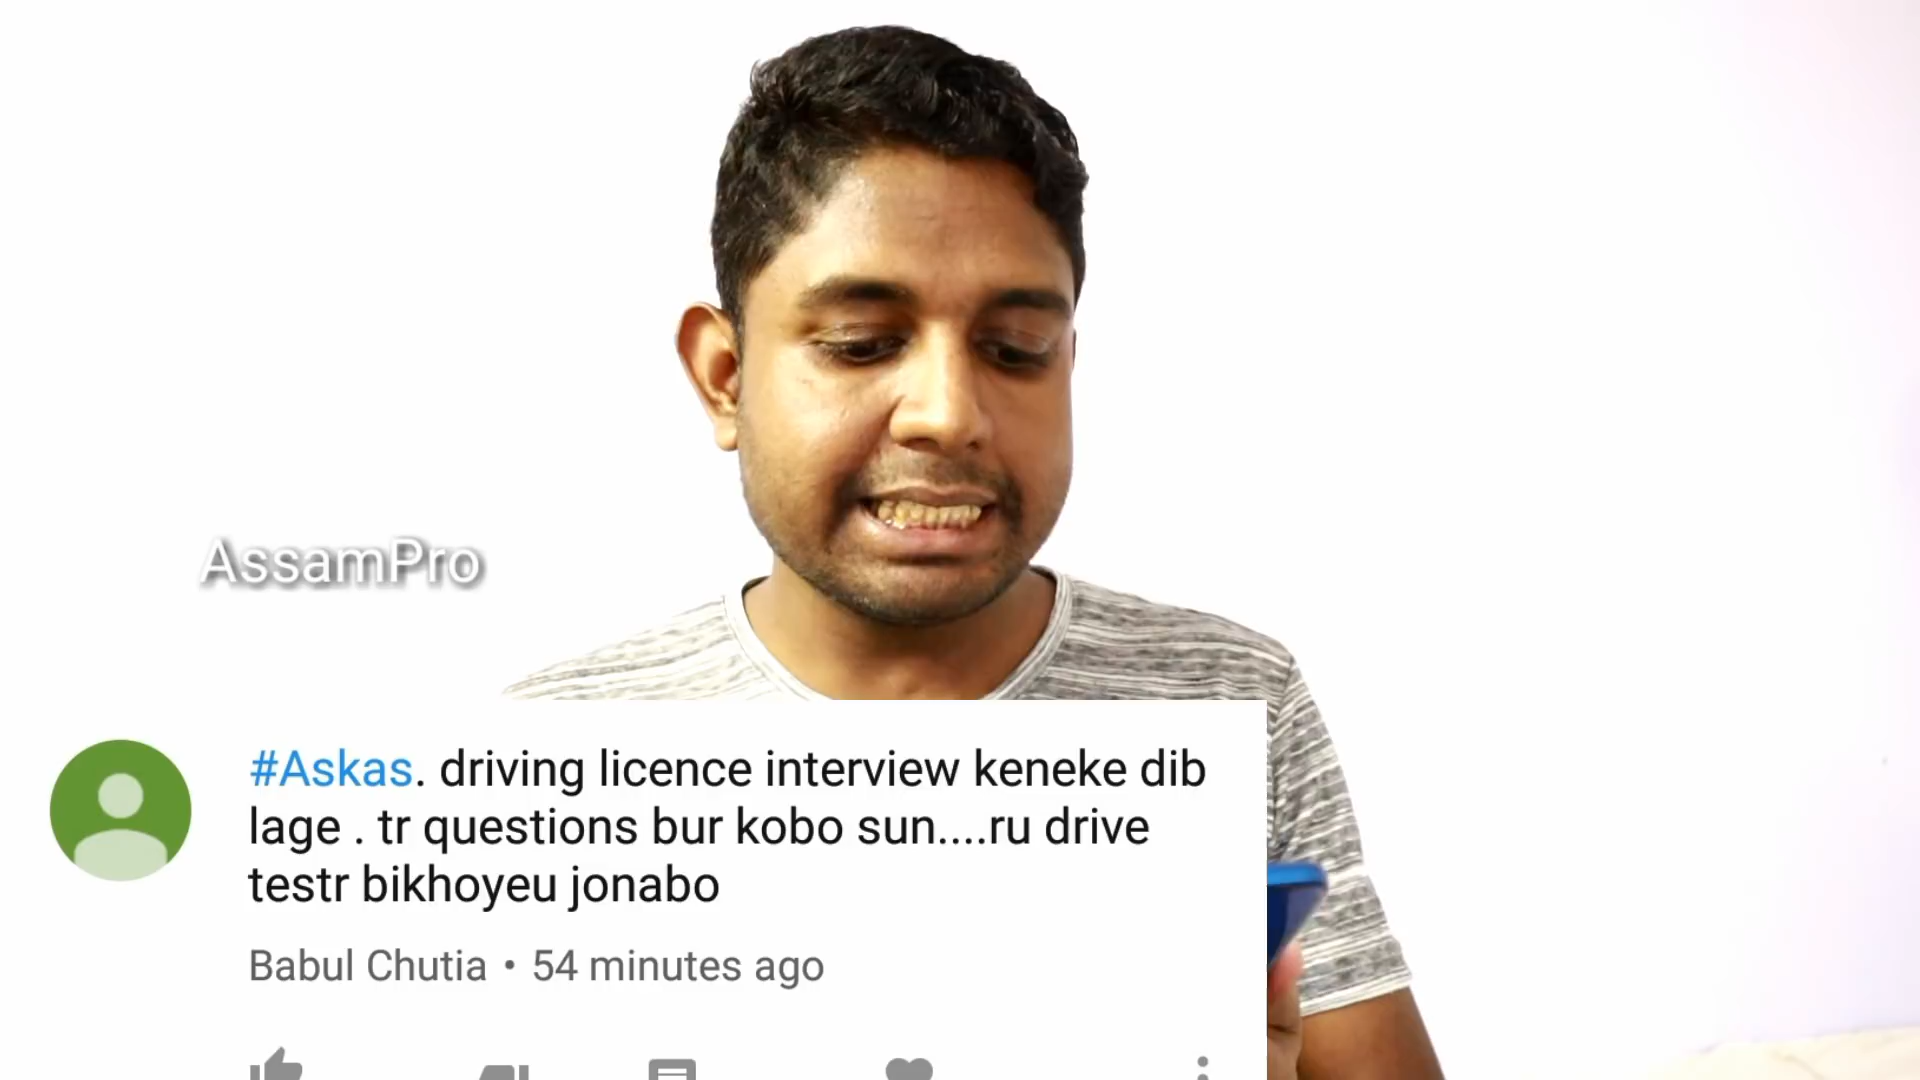 AssamPro
#Askas. driving licence interview keneke dib
lage . tr questions bur kobo sun....ru drive
testr bikhoyeu jonabo
Babul Chutia • 54 minutes ago